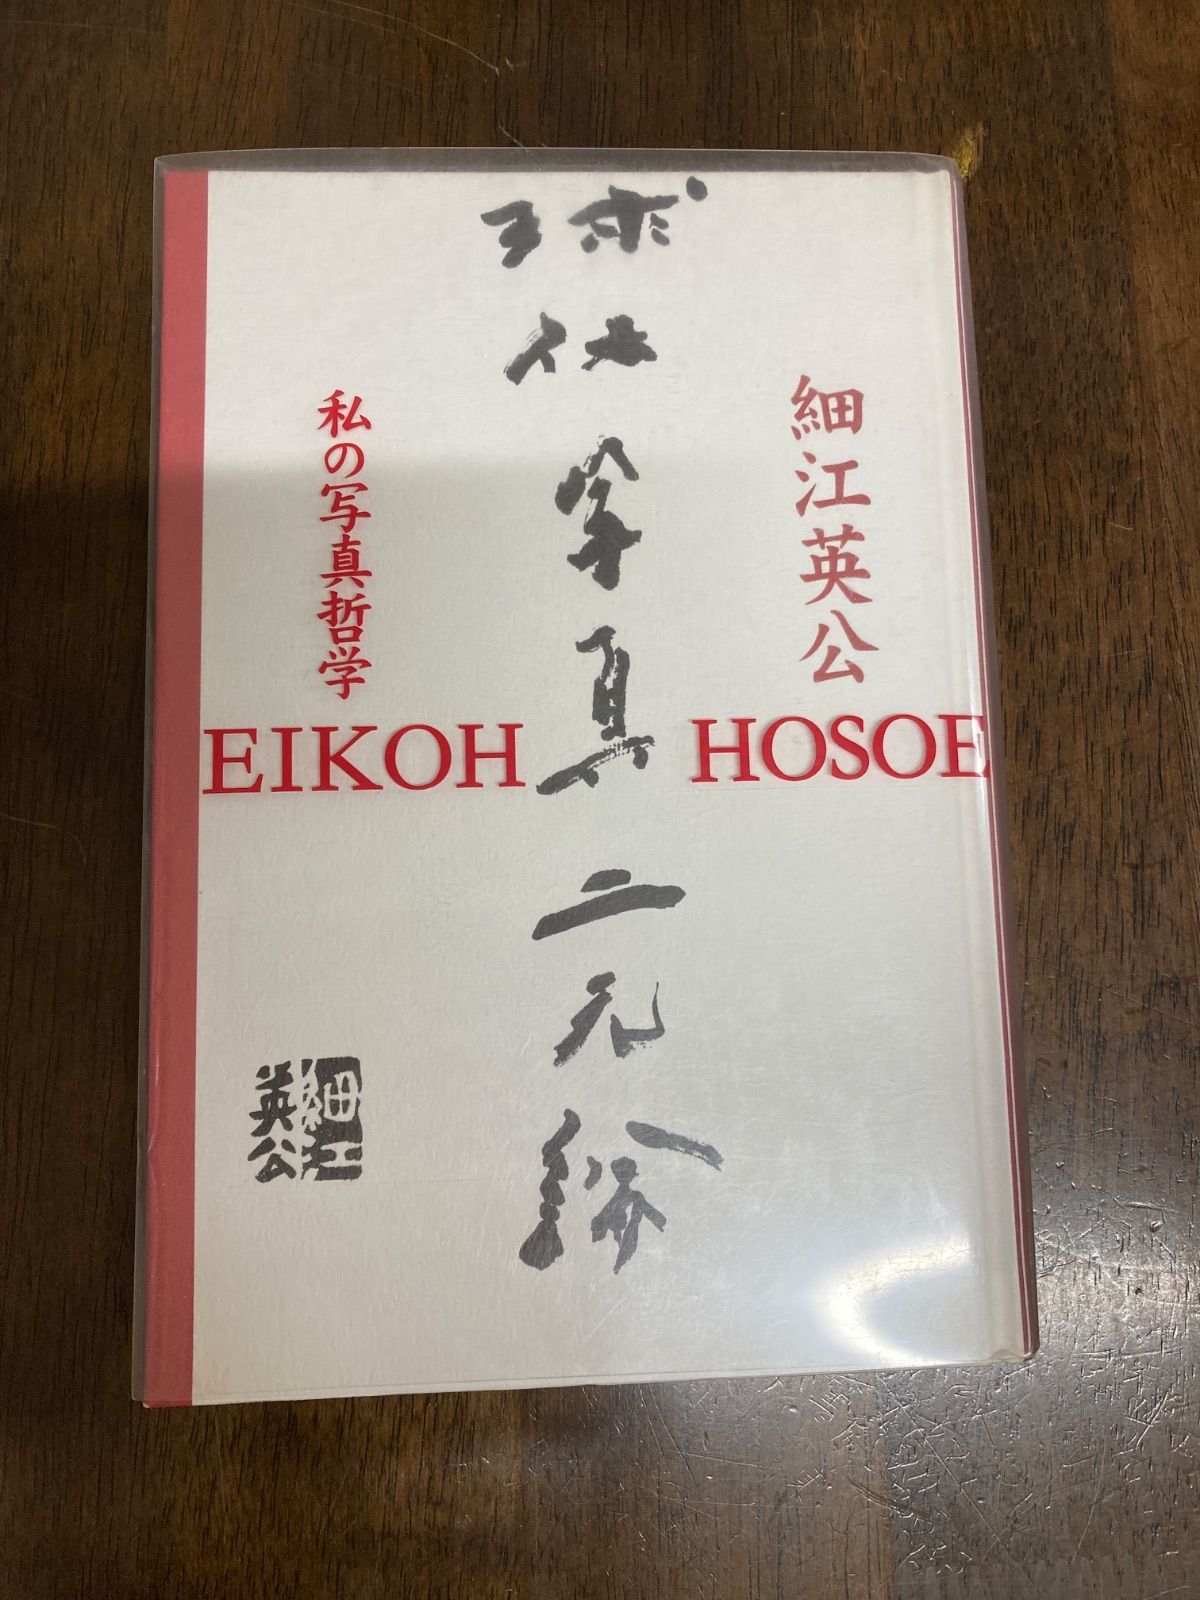 細江英公
球体写真二元論
私の写真哲学
EIKOH HOSOE
細江
英公